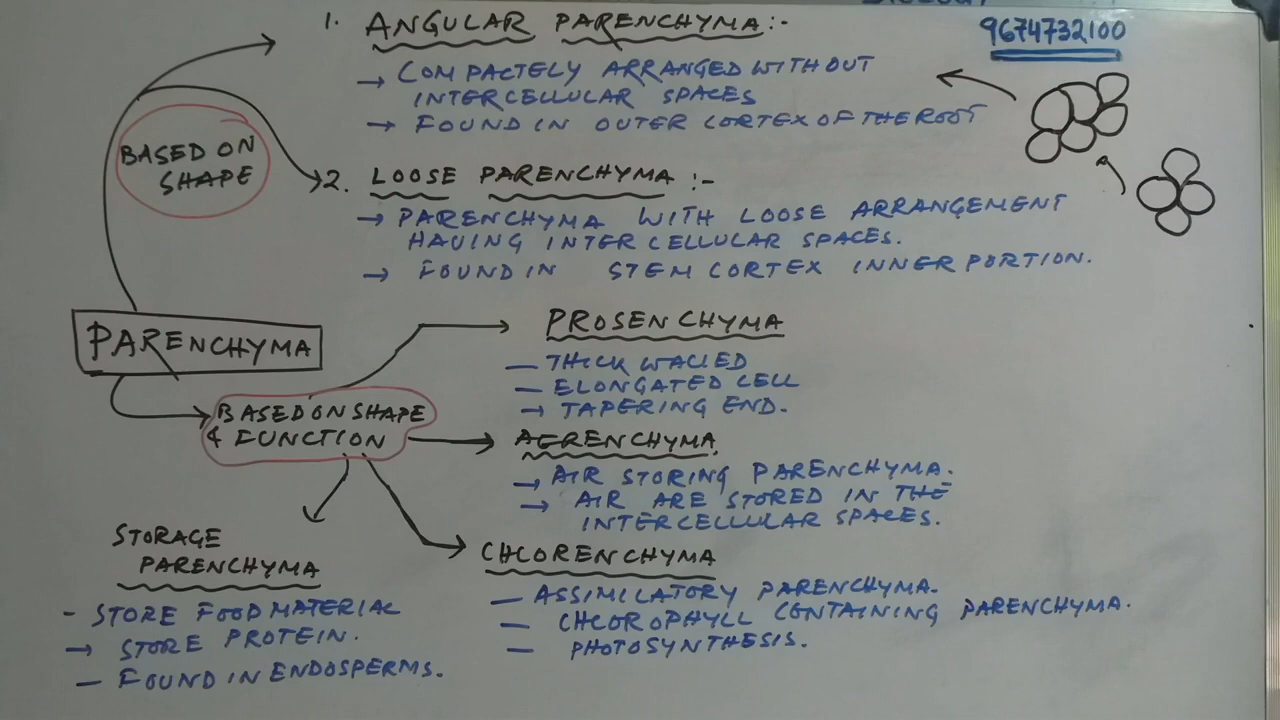 BIOLOGY
9674732100
1. ANGULAR PARENCHYMA:-
→ COMPACTELY ARRANGED WITHOUT
INTERCELLULAR SPACES
→ FOUND IN OUTER CORTEX OF THE ROOT
BASED ON
SHAPE
2. LOOSE PARENCHYMA :-
→ PARENCHYMA WITH LOOSE ARRANGEMENT
HAVING INTERCELLULAR SPACES.
→ FOUND IN STEM CORTEX INNER PORTION.
PARENCHYMA
BASED ON SHAPE
& FUNCTION
PROSENCHYMA
— THICK WALLED
— ELONGATED CELL
→ TAPERING END.
AERENCHYMA
→ AIR STORING PARENCHYMA.
→ AIR ARE STORED IN THE
INTERCELLULAR SPACES.
STORAGE
PARENCHYMA
- STORE FOOD MATERIAL
→ STORE PROTEIN.
— FOUND IN ENDOSPERMS.
CHLORENCHYMA
— ASSIMILATORY PARENCHYMA.
— CHLOROPHYLL CONTAINING PARENCHYMA.
— PHOTOSYNTHESIS.